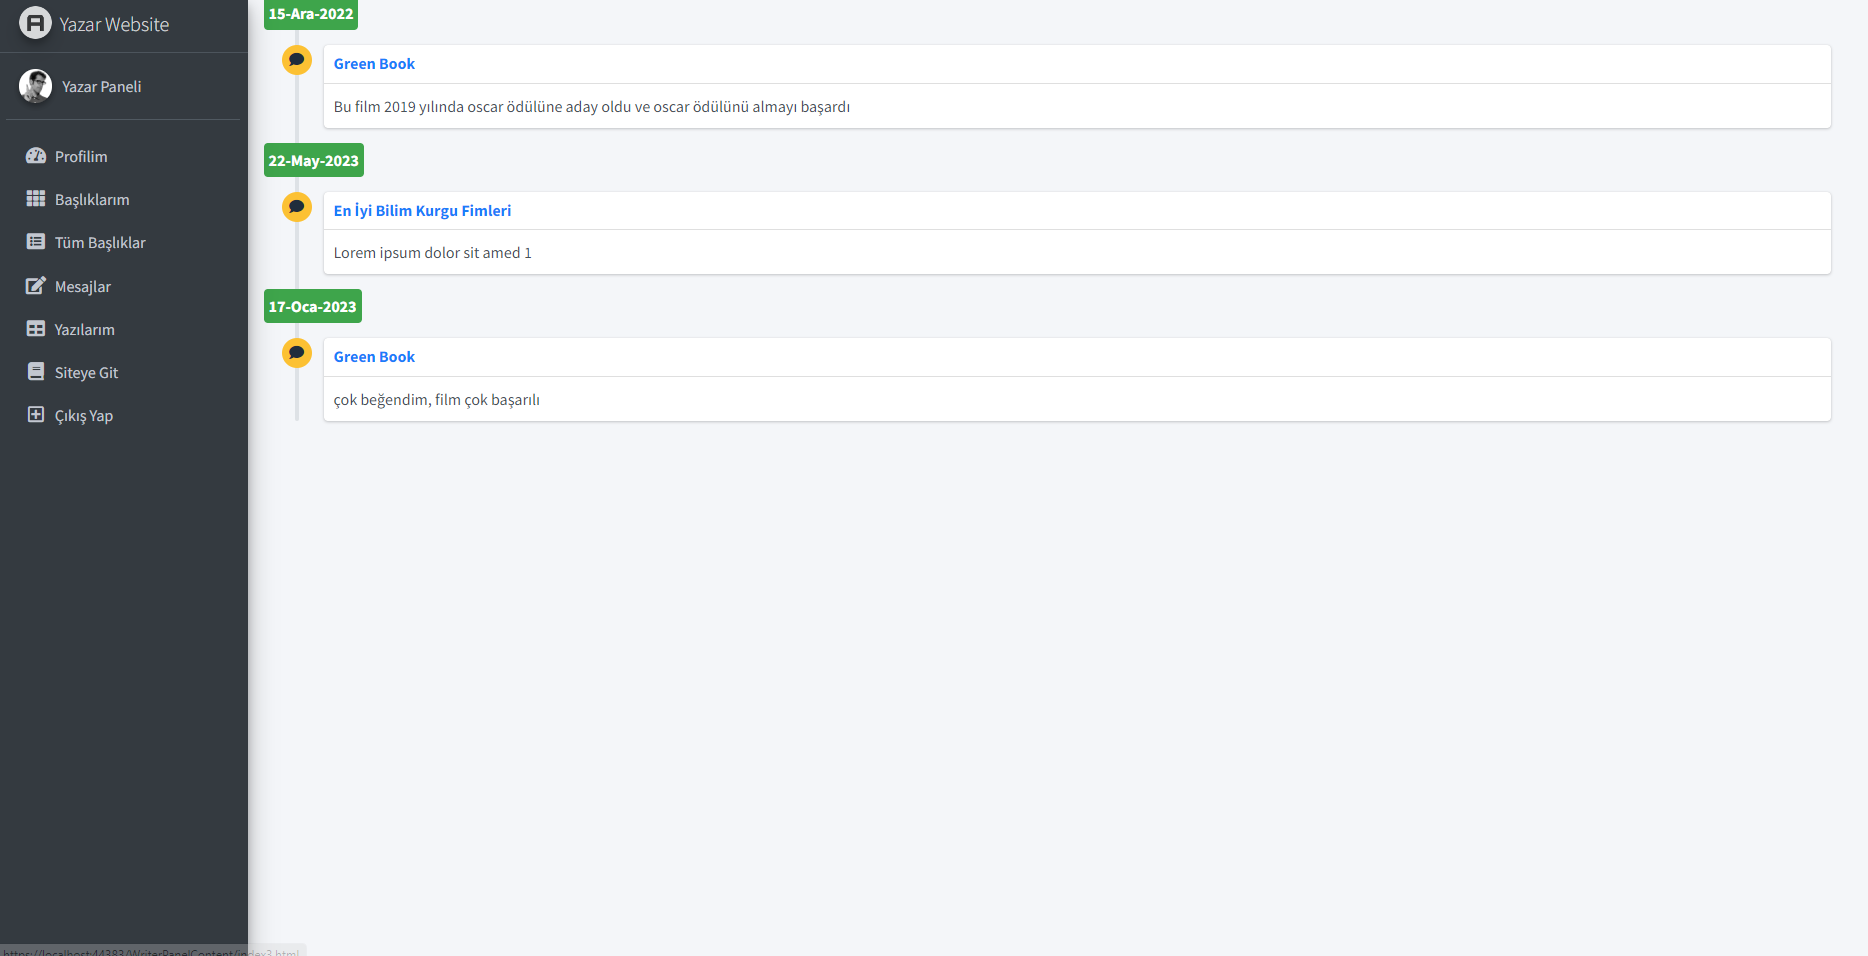 Yazar Website
Yazar Paneli
Profilim
Başlıklarım
Tüm Başlıklar
Mesajlar
Yazılarım
Siteye Git
Çıkış Yap
15-Ara-2022
Green Book
Bu film 2019 yılında oscar ödülüne aday oldu ve oscar ödülünü almayı başardı
22-May-2023
En İyi Bilim Kurgu Fimleri
Lorem ipsum dolor sit amed 1
17-Oca-2023
Green Book
çok beğendim, film çok başarılı
https://localhost:44383/WriterPanelContent/index3.html